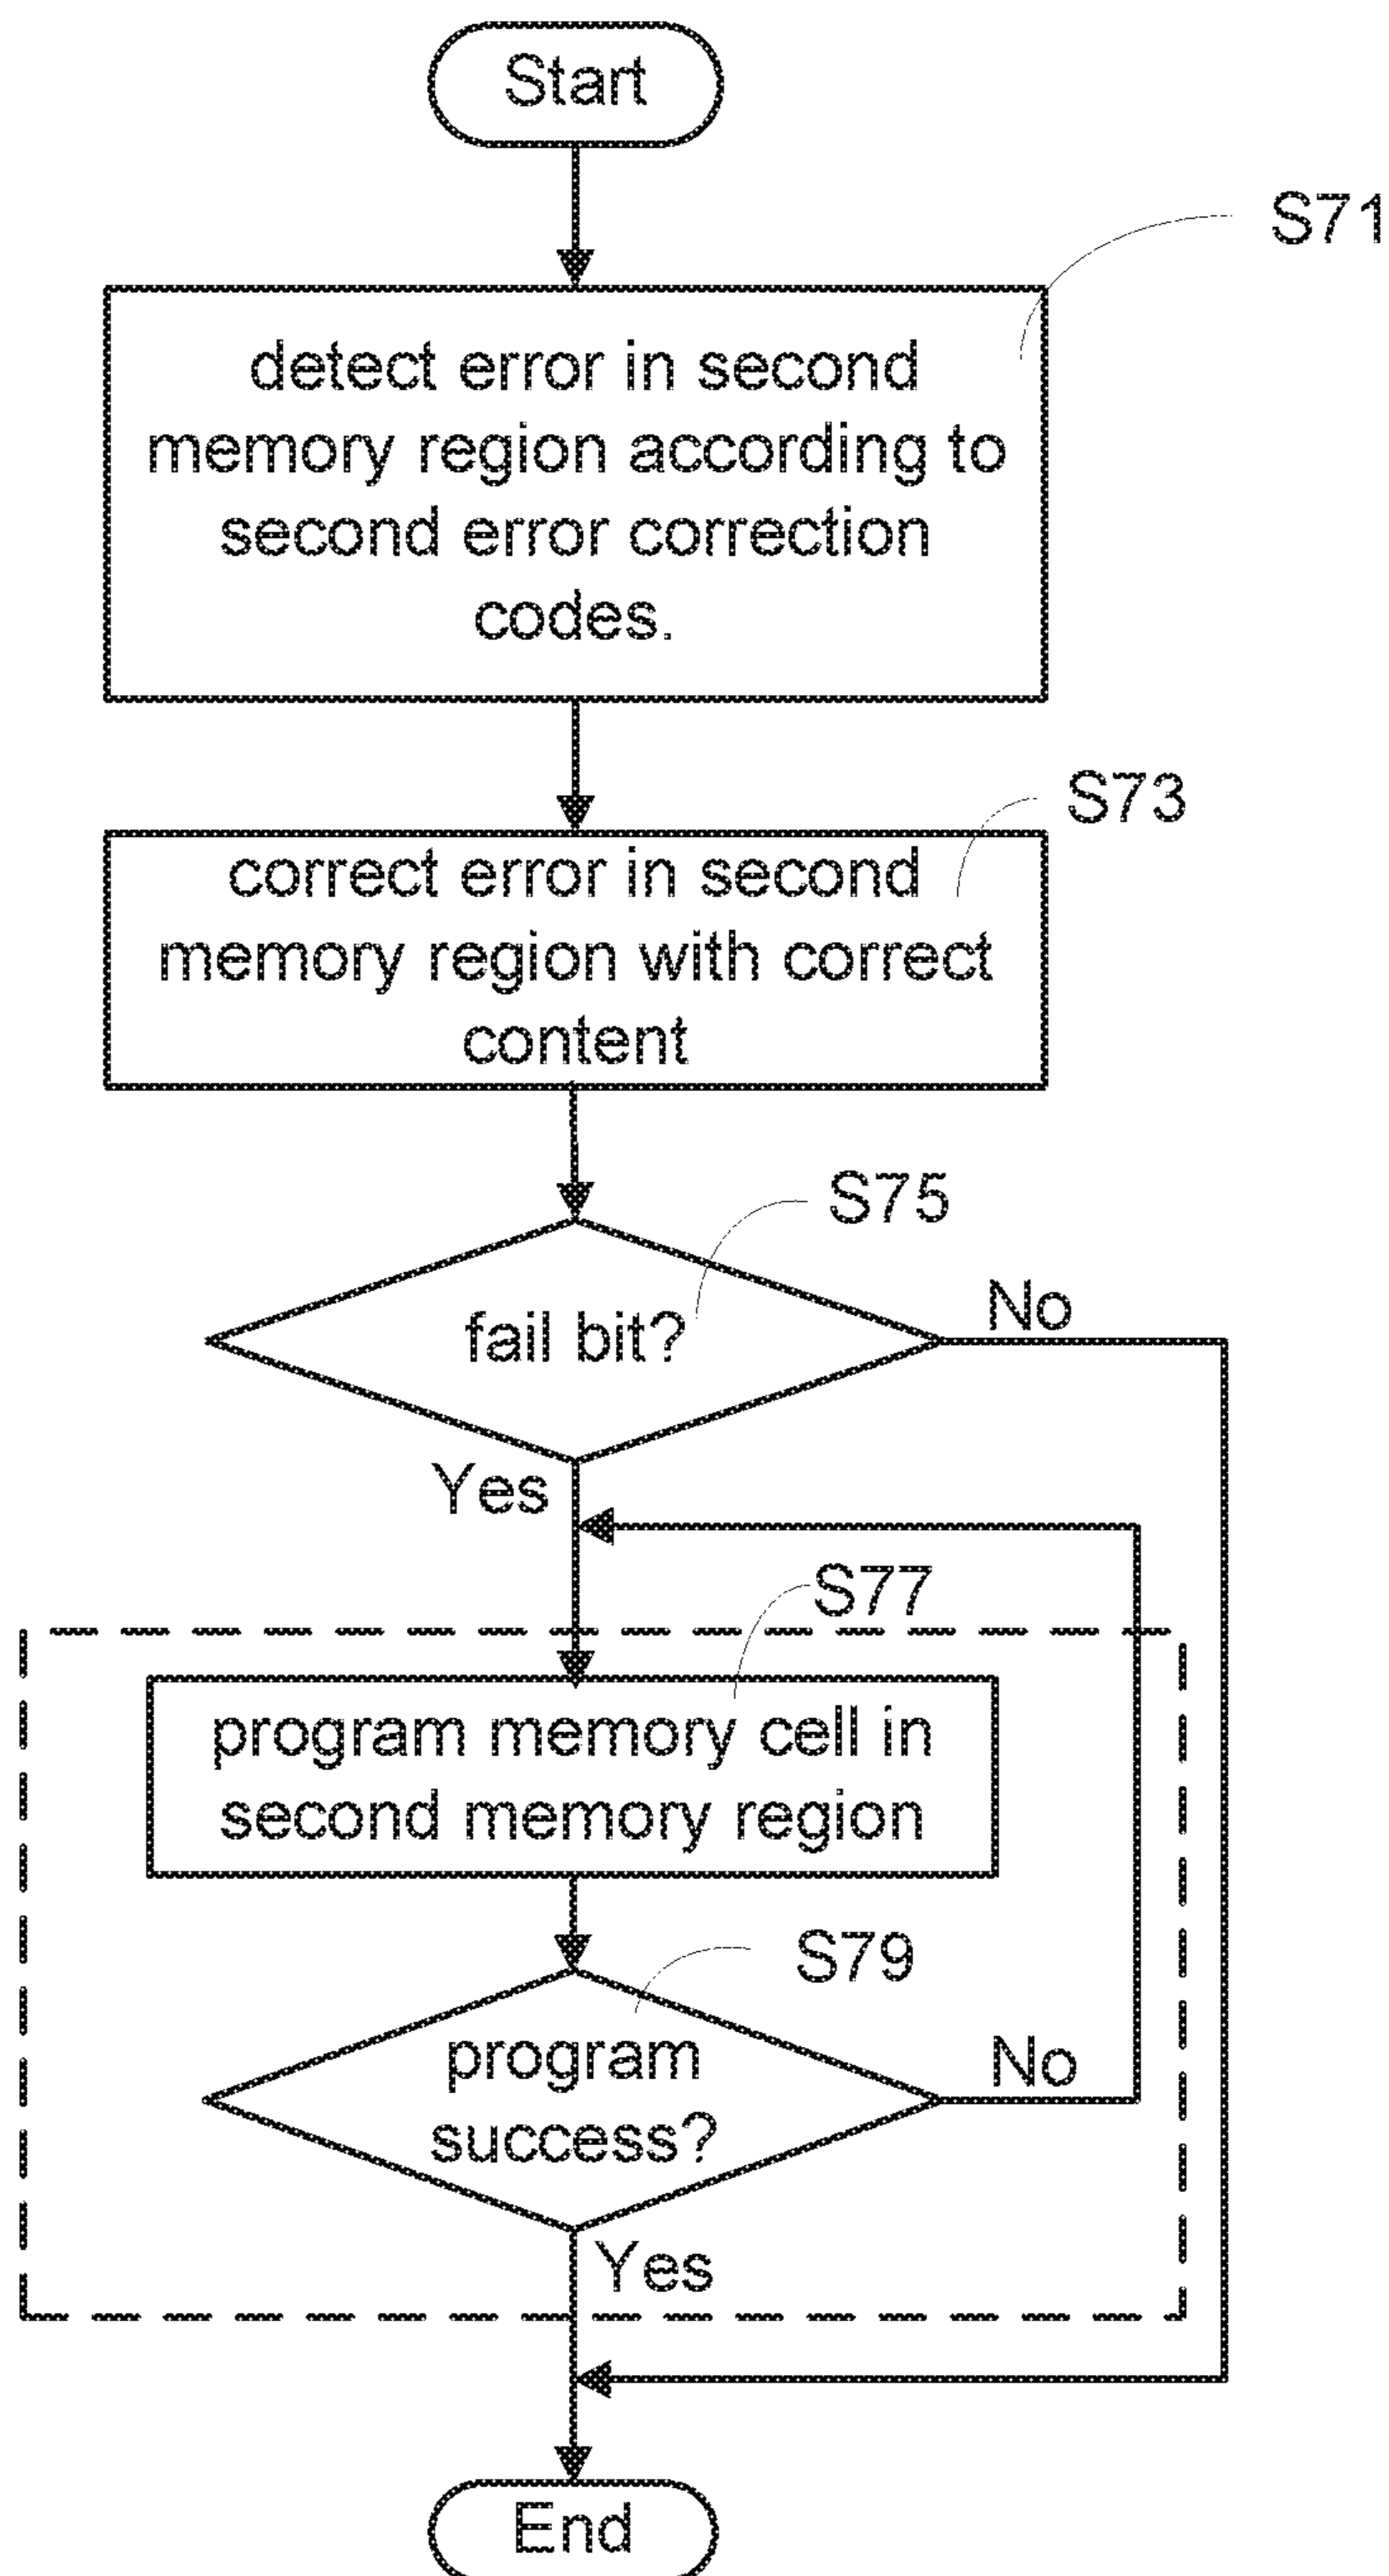 Start
S71
detect error in second
memory region according to
second error correction
codes.
S73
correct error in second
memory region with correct
content
S75
fail bit?
No
Yes
S77
program memory cell in
second memory region
S79
program
success?
No
Yes
End